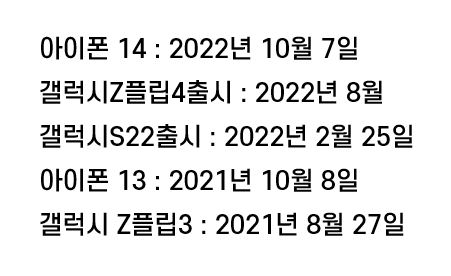 아이폰 14 : 2022년 10월 7일
갤럭시Z플립4출시 : 2022년 8월
갤럭시S22출시 : 2022년 2월 25일
아이폰 13 : 2021년 10월 8일
갤럭시 Z플립3 : 2021년 8월 27일